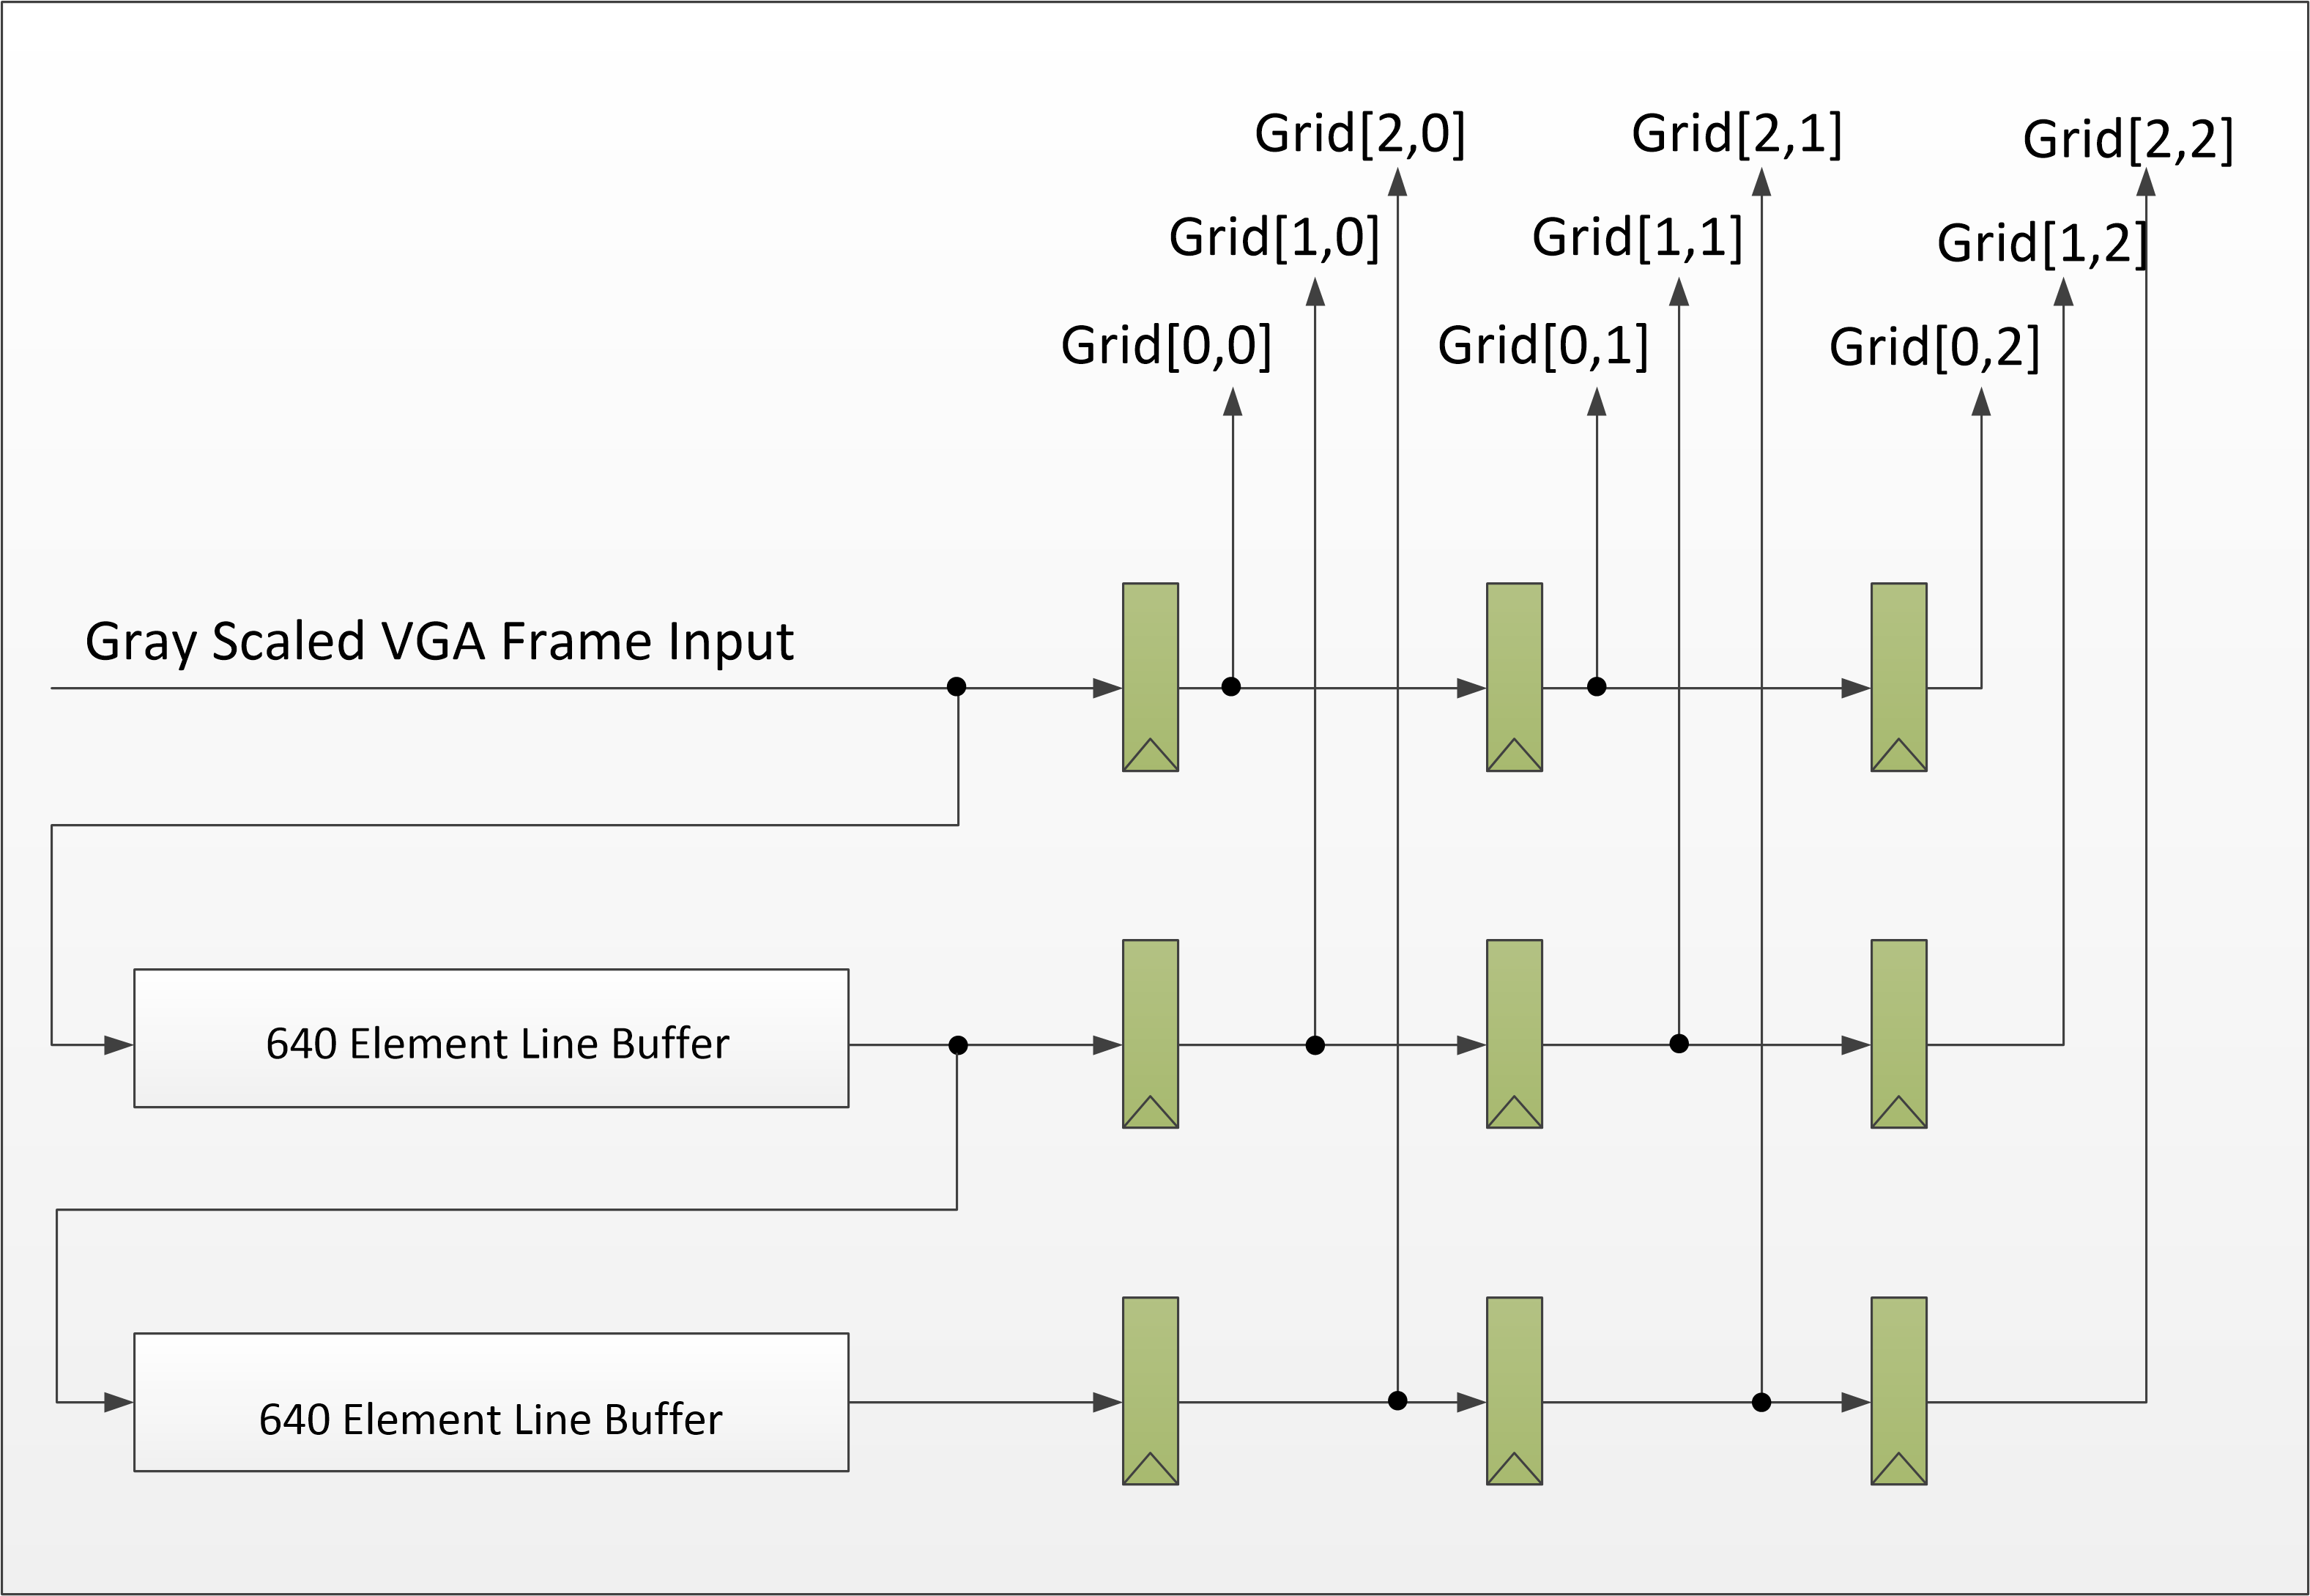 Grid[2,0] Grid[2,1] Grid[2,2]
Grid[1,0] Grid[1,1] Grid[1,2]
Grid[0,0] Grid[0,1] Grid[0,2]
Gray Scaled VGA Frame Input
640 Element Line Buffer
640 Element Line Buffer